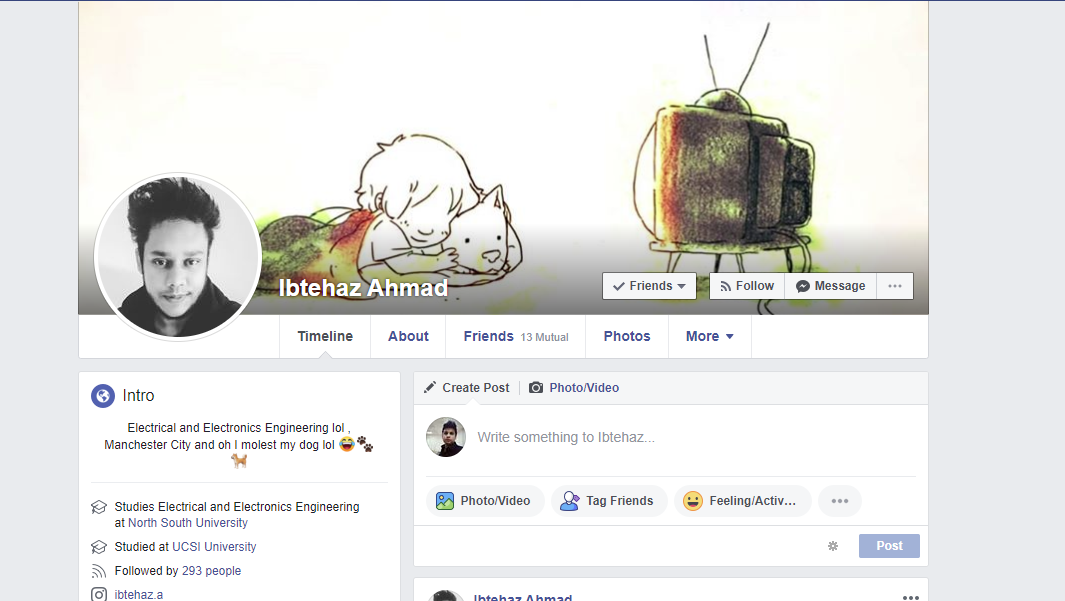 Ibtehaz Ahmad
Friends
Follow
Message
Timeline
About
Friends 13 Mutual
Photos
More
Intro
Electrical and Electronics Engineering lol ,
Manchester City and oh I molest my dog lol 😂🐾
🐕
Studies Electrical and Electronics Engineering
at North South University
Studied at UCSI University
Followed by 293 people
ibtehaz.a
Create Post
Photo/Video
Write something to Ibtehaz...
Photo/Video
Tag Friends
Feeling/Activ...
Post
Ibtehaz Ahmad